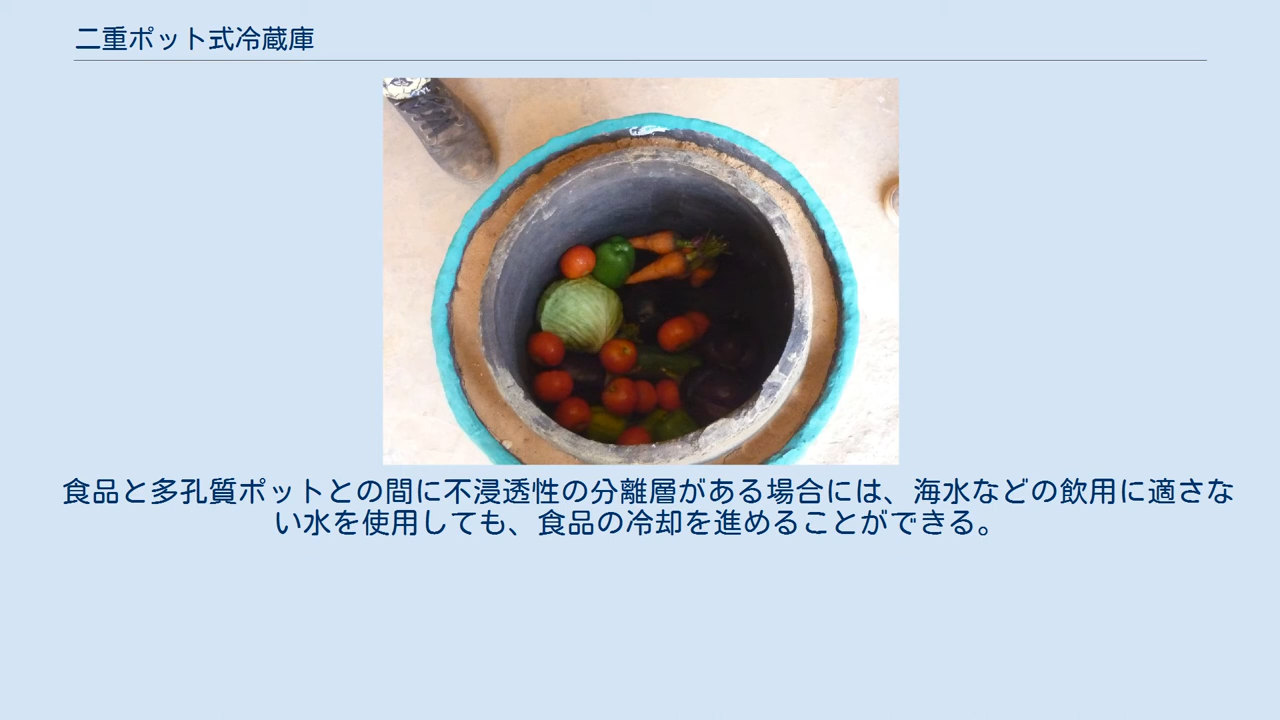 二重ポット式冷蔵庫
食品と多孔質ポットとの間に不浸透性の分離層がある場合には、海水などの飲用に適さな
い水を使用しても、食品の冷却を進めることができる。